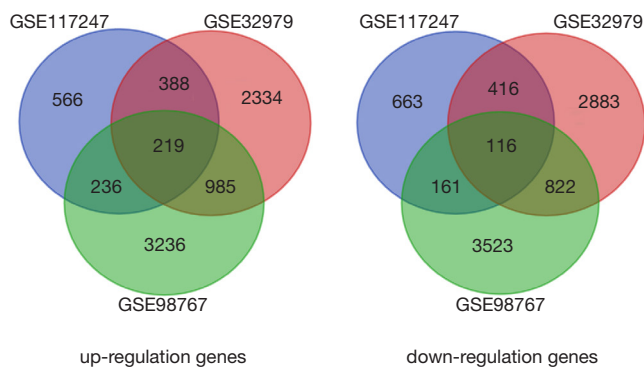 GSE117247 GSE32979
566 388 2334
219
236 985
3236
GSE98767
up-regulation genes
GSE117247 GSE32979
663 416 2883
116
161 822
3523
GSE98767
down-regulation genes